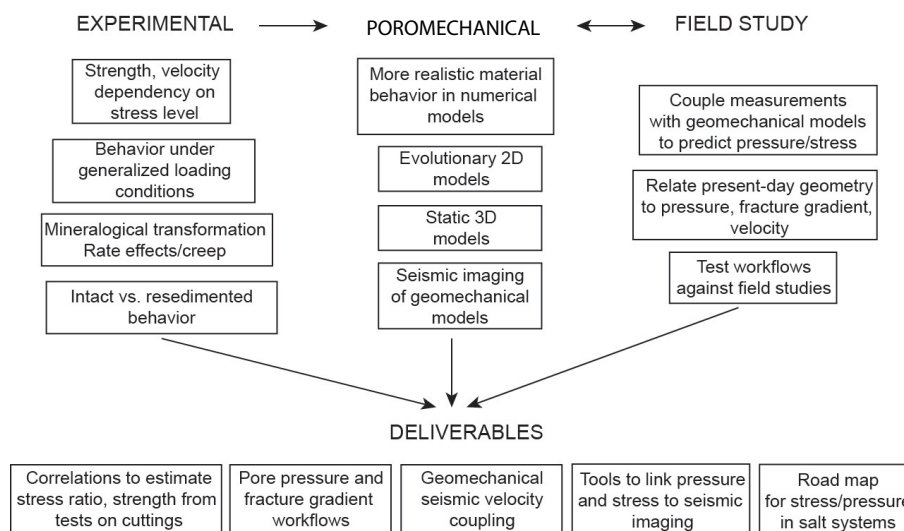 EXPERIMENTAL
Strength, velocity
dependency on
stress level
Behavior under
generalized loading
conditions
Mineralogical transformation
Rate effects/creep
Intact vs. resedimented
behavior
POROMECHANICAL
More realistic material
behavior in numerical
models
Evolutionary 2D
models
Static 3D
models
Seismic imaging
of geomechanical
models
FIELD STUDY
Couple measurements
with geomechanical models
to predict pressure/stress
Relate present-day geometry
to pressure, fracture gradient,
velocity
Test workflows
against field studies
DELIVERABLES
Correlations to estimate
stress ratio, strength from
tests on cuttings
Pore pressure and
fracture gradient
workflows
Geomechanical
seismic velocity
coupling
Tools to link pressure
and stress to seismic
imaging
Road map
for stress/pressure
in salt systems